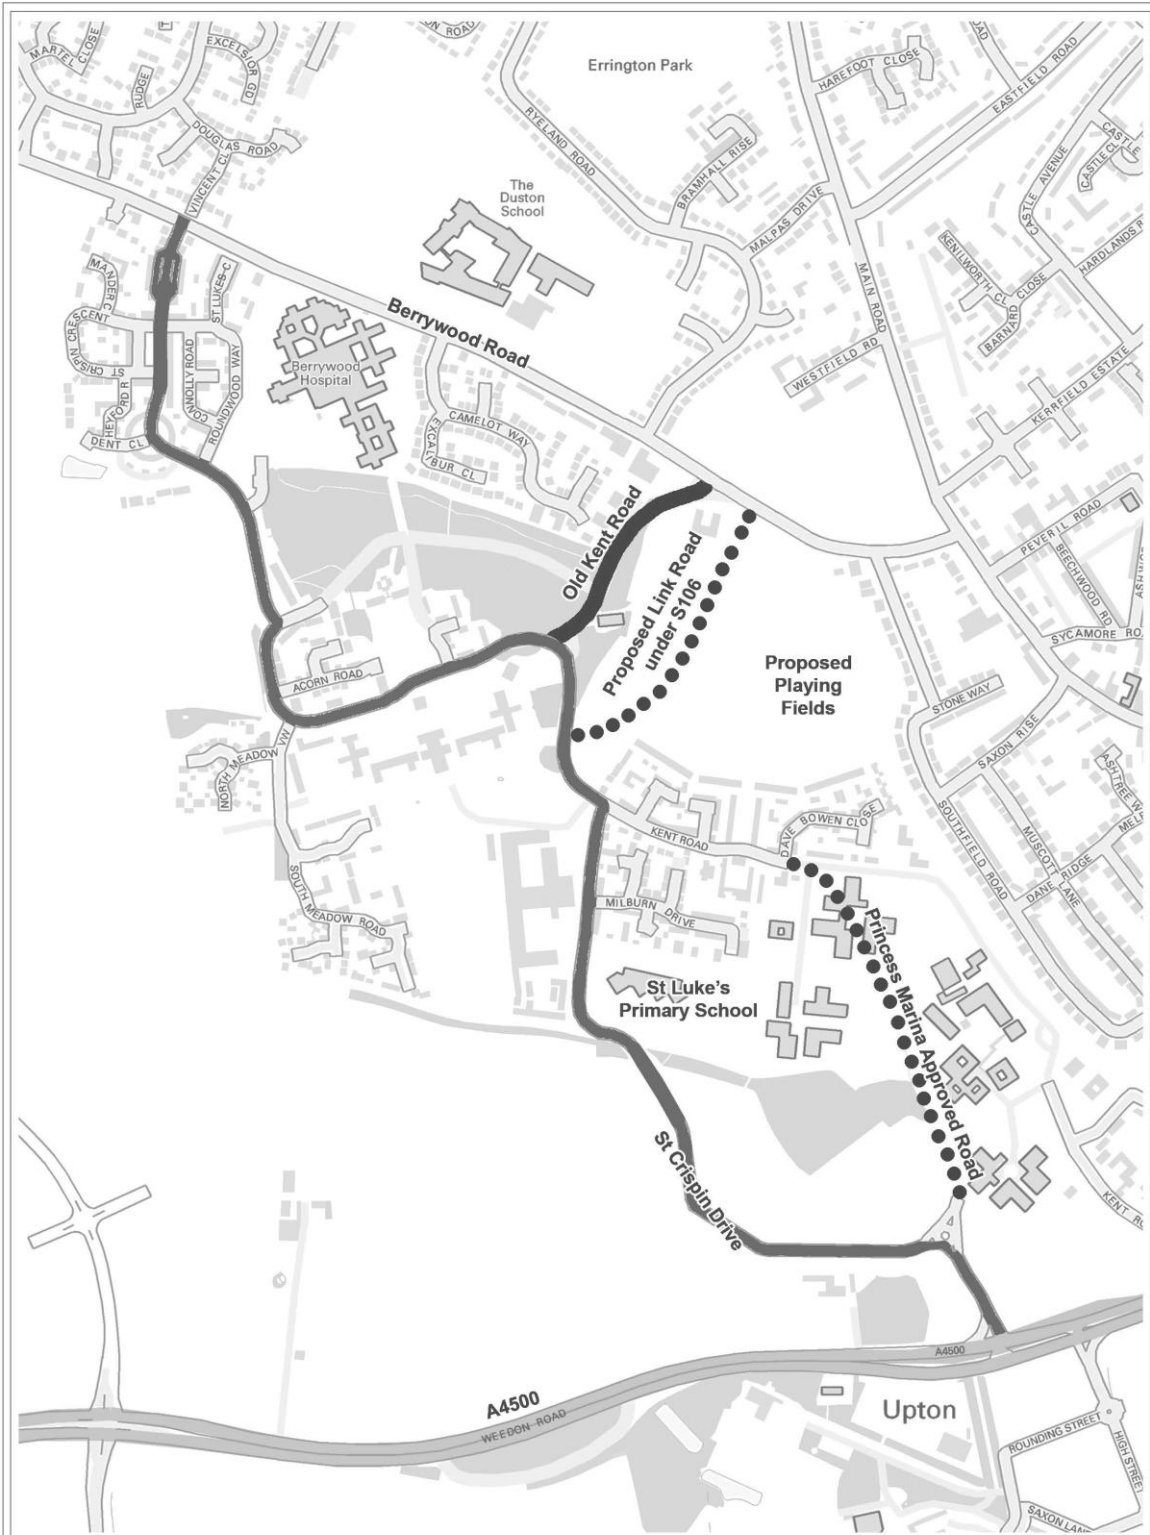 MARTEL CLOSE
RUDGE
EXCELSIOR GD
DOUGLAS ROAD
VINCENT CL
Errington Park
RYELAND ROAD
BRAMHALL RISE
MALPAS DRIVE
HAREFOOT CLOSE
EASTFIELD ROAD
CASTLE AVENUE
CASTLE
CASTLE CL
HARDLANDS R
KENILWORTH CL
BARNARD CLOSE
MAIN ROAD
The
Duston
School
MANDER C
ST LUKES C
ST CRISPIN CRESCENT
CONNOLLY ROAD
ROUNDWOOD WAY
HEYFORD R
DENT CL
Berrywood
Hospital
Berrywood Road
CAMELOT WAY
EXCALIBUR CL
WESTFIELD RD
KERRFIELD ESTATE
PEVERIL ROAD
BEECHWOOD RD
SYCAMORE RO
Old Kent Road
Proposed Link Road
under S106
Proposed
Playing
Fields
ACORN ROAD
NORTH MEADOW VW
STONE WAY
SAXON RISE
SOUTHFIELD ROAD
MUSCOTT LANE
DANE RIDGE
ASHTREE W
KENT ROAD
DAVE BOWEN CLOSE
MILBURN DRIVE
SOUTH MEADOW ROAD
St Luke's
Primary School
Princess Marina Approved Road
St Crispin Drive
KENT R
A4500
A4500
WEEDON ROAD
Upton
ROUNDING STREET
HIGH STREET
SAXON LAN